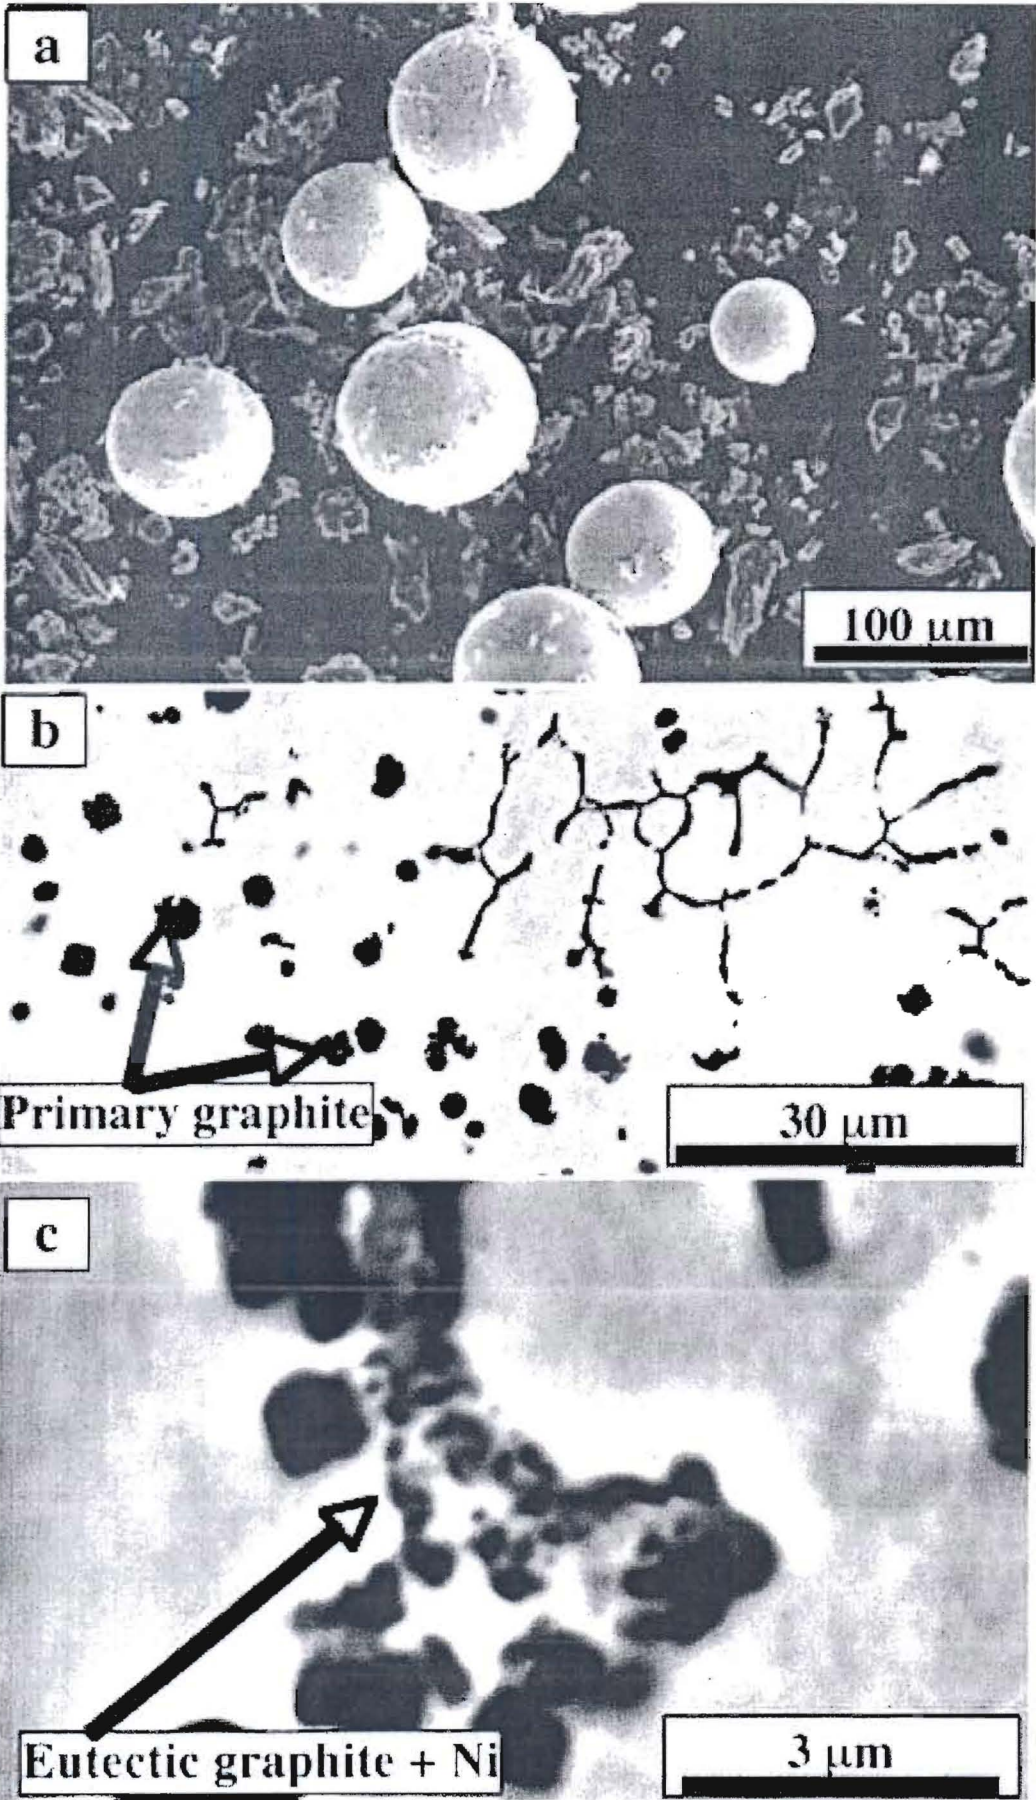 a
100 μm
b
Primary graphite
30 μm
c
Eutectic graphite + Ni
3 μm